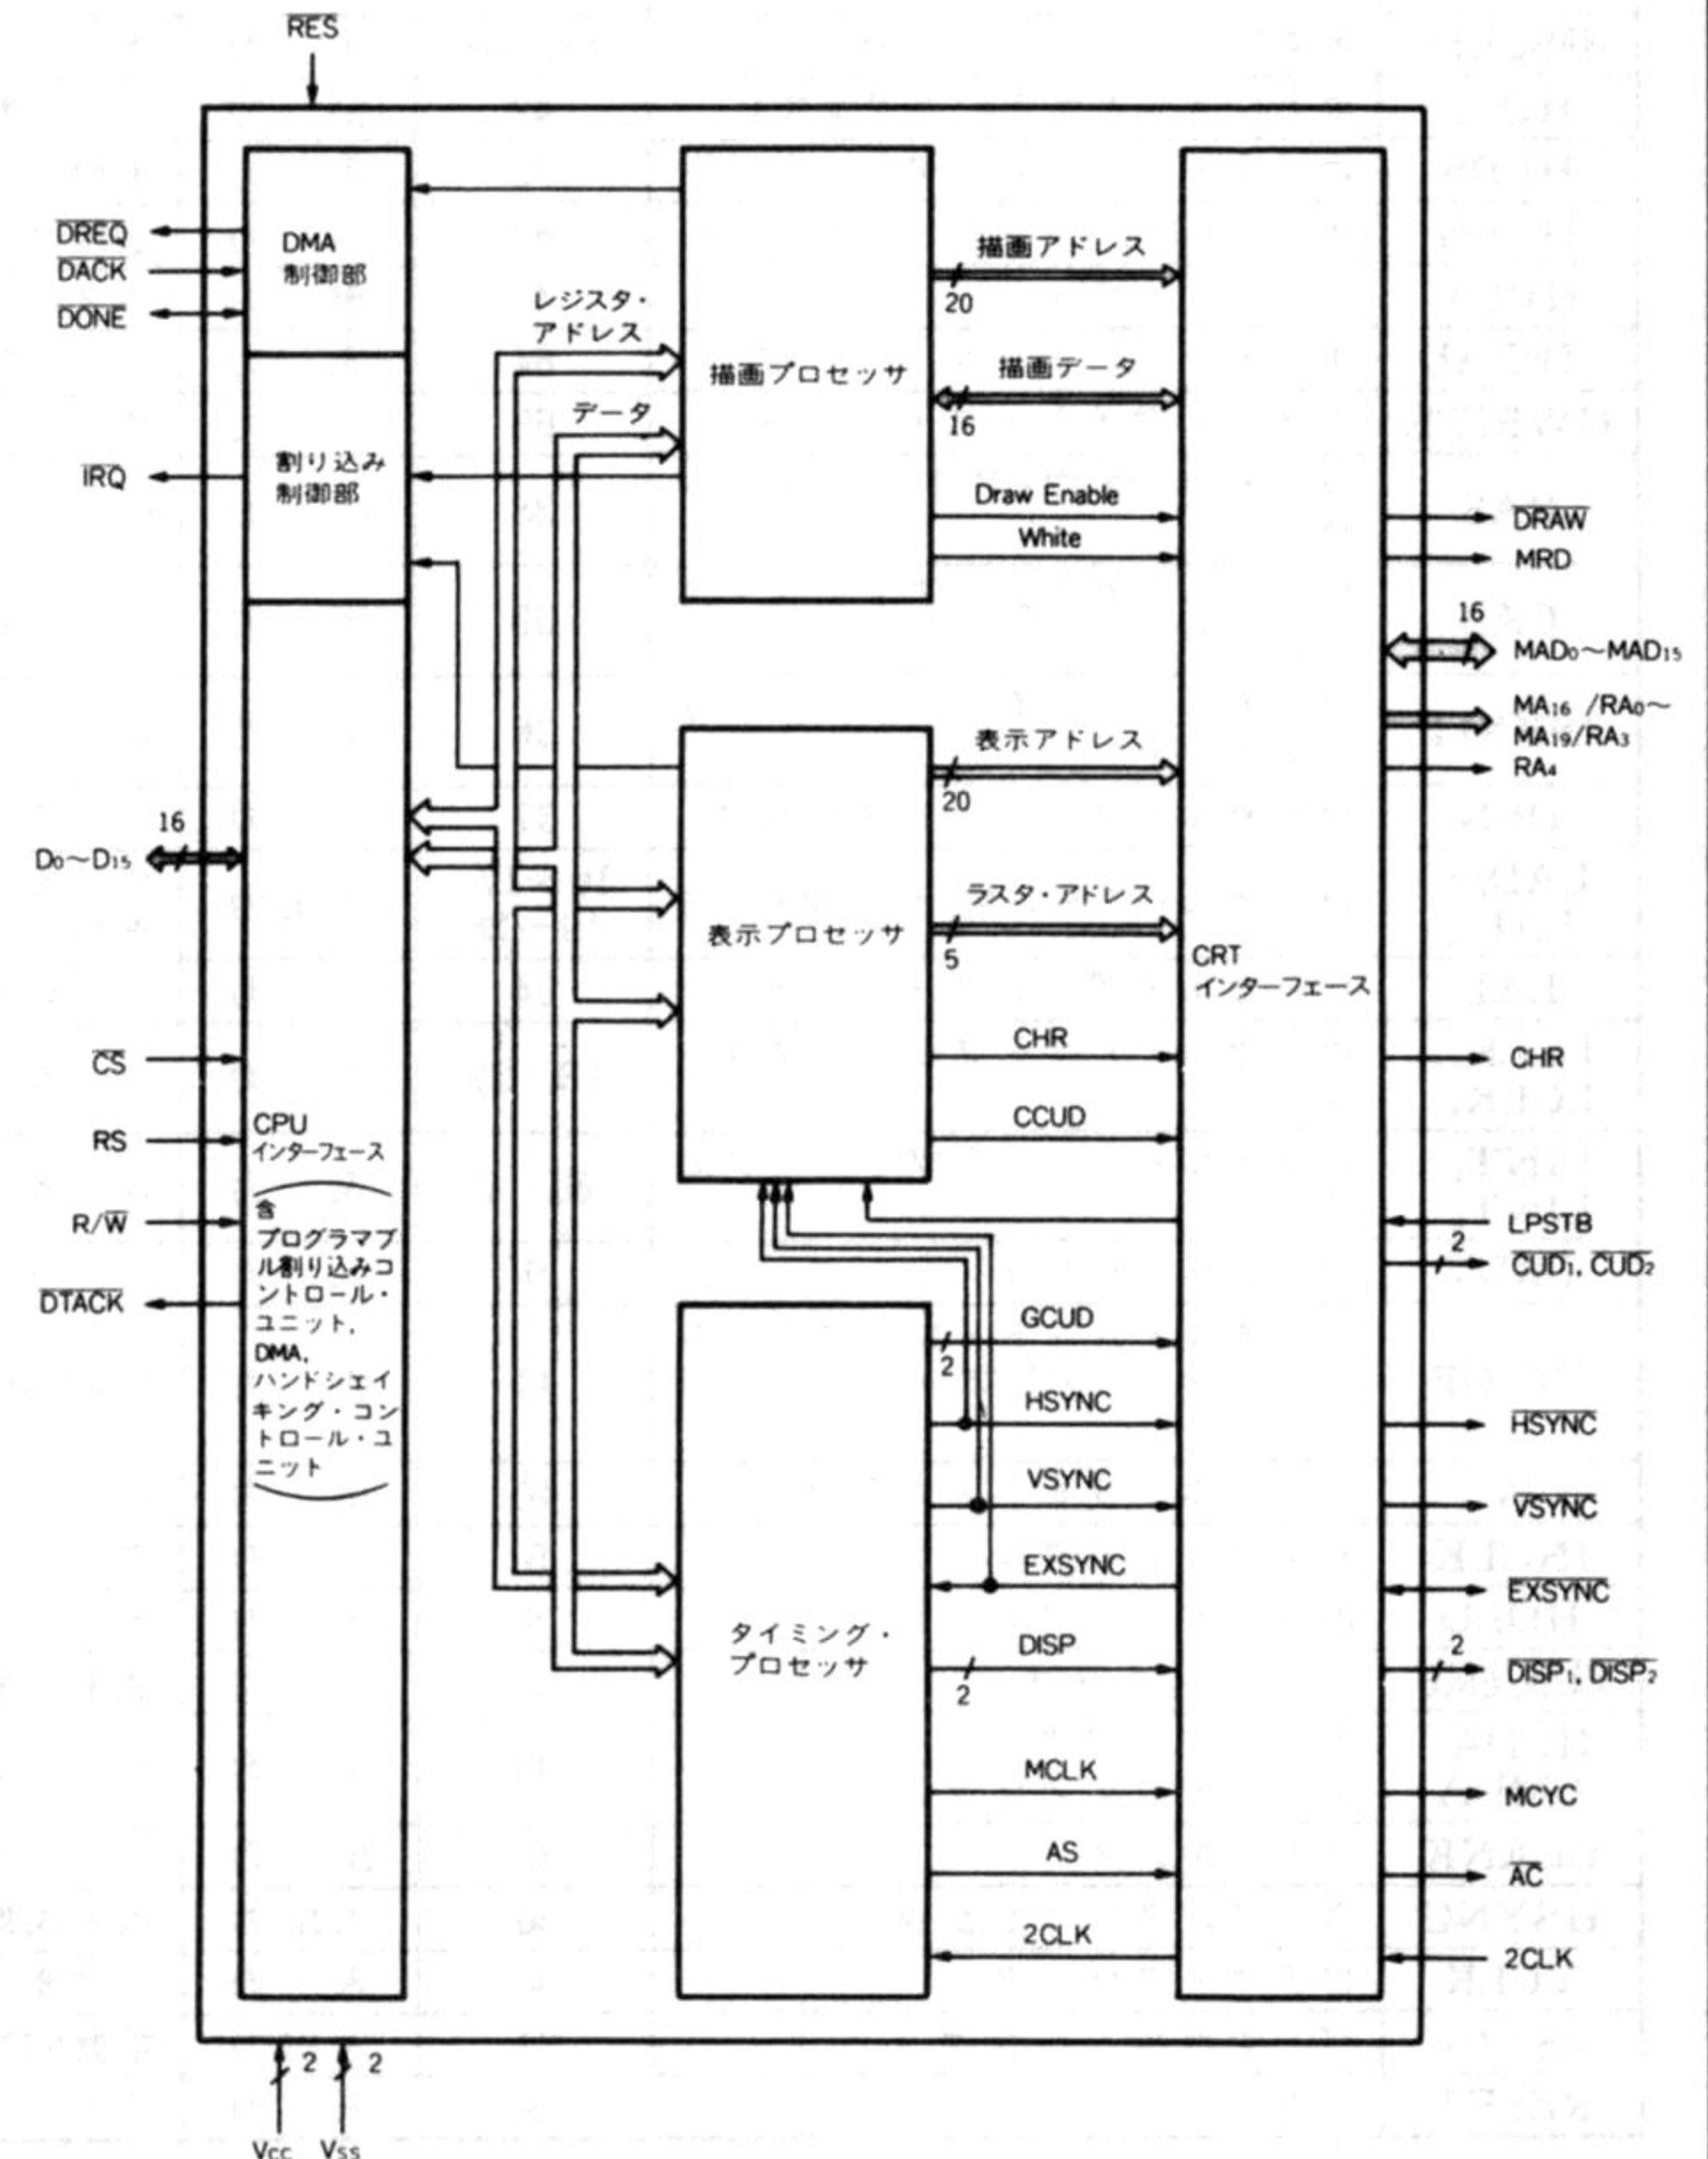 RES
DREQ
DACK
DONE
IRQ
16
D₀~D₁₅
CS
RS
R/W
DTACK
2
2
Vcc
Vss
DMA
制御部
割り込み
制御部
CPU
インターフェース
含
プログラマブ
ル割り込みコ
ントロール・
ユニット,
DMA,
ハンドシェイ
キング・コン
トロール・ユ
ニット
レジスタ・
アドレス
データ
描画プロセッサ
表示プロセッサ
タイミング・
プロセッサ
描画アドレス
20
描画データ
16
Draw Enable
White
表示アドレス
20
ラスタ・アドレス
5
CHR
CCUD
GCUD
2
HSYNC
VSYNC
EXSYNC
DISP
2
MCLK
AS
2CLK
CRT
インターフェース
DRAW
MRD
16
MAD₀~MAD₁₅
MA₁₆ /RA₀~
MA₁₉/RA₃
RA₄
CHR
LPSTB
2
CUD₁, CUD₂
HSYNC
VSYNC
EXSYNC
2
DISP₁, DISP₂
MCYC
AC
2CLK